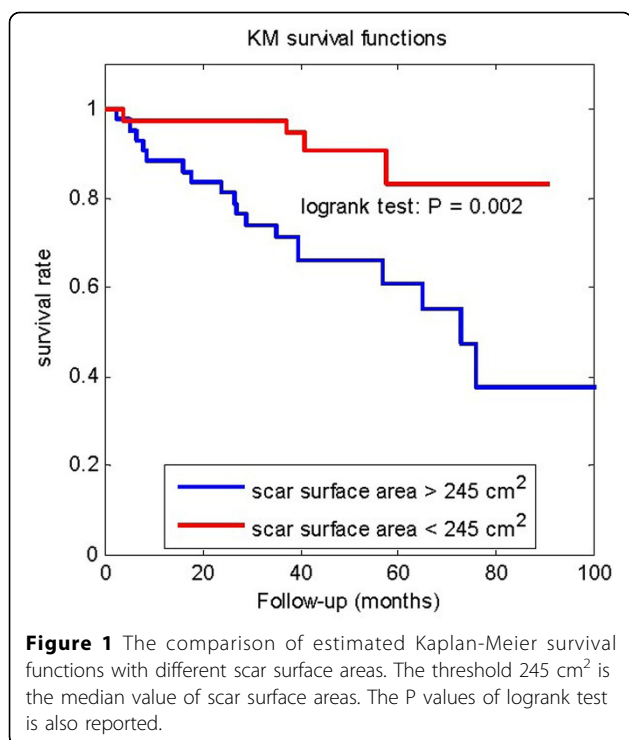 KM survival functions
1
0.8
0.6
0.4
0.2
0
survival rate
logrank test: P = 0.002
scar surface area > 245 cm²
scar surface area < 245 cm²
0 20 40 60 80 100
Follow-up (months)
Figure 1 The comparison of estimated Kaplan-Meier survival
functions with different scar surface areas. The threshold 245 cm² is
the median value of scar surface areas. The P values of logrank test
is also reported.